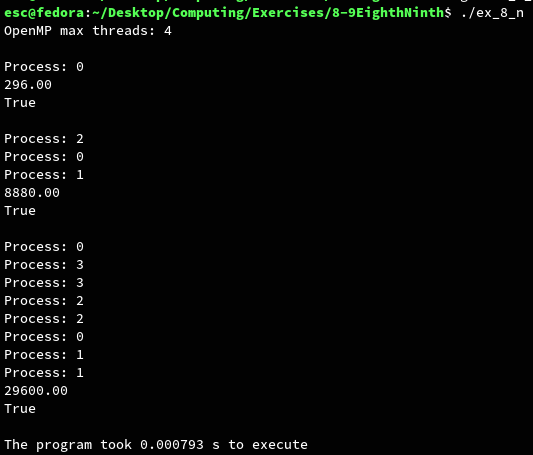 esc@fedora:~/Desktop/Computing/Exercises/8-9EighthNinth$ ./ex_8_n
OpenMP max threads: 4
Process: 0
296.00
True
Process: 2
Process: 0
Process: 1
8880.00
True
Process: 0
Process: 3
Process: 3
Process: 2
Process: 2
Process: 0
Process: 1
Process: 1
29600.00
True
The program took 0.000793 s to execute